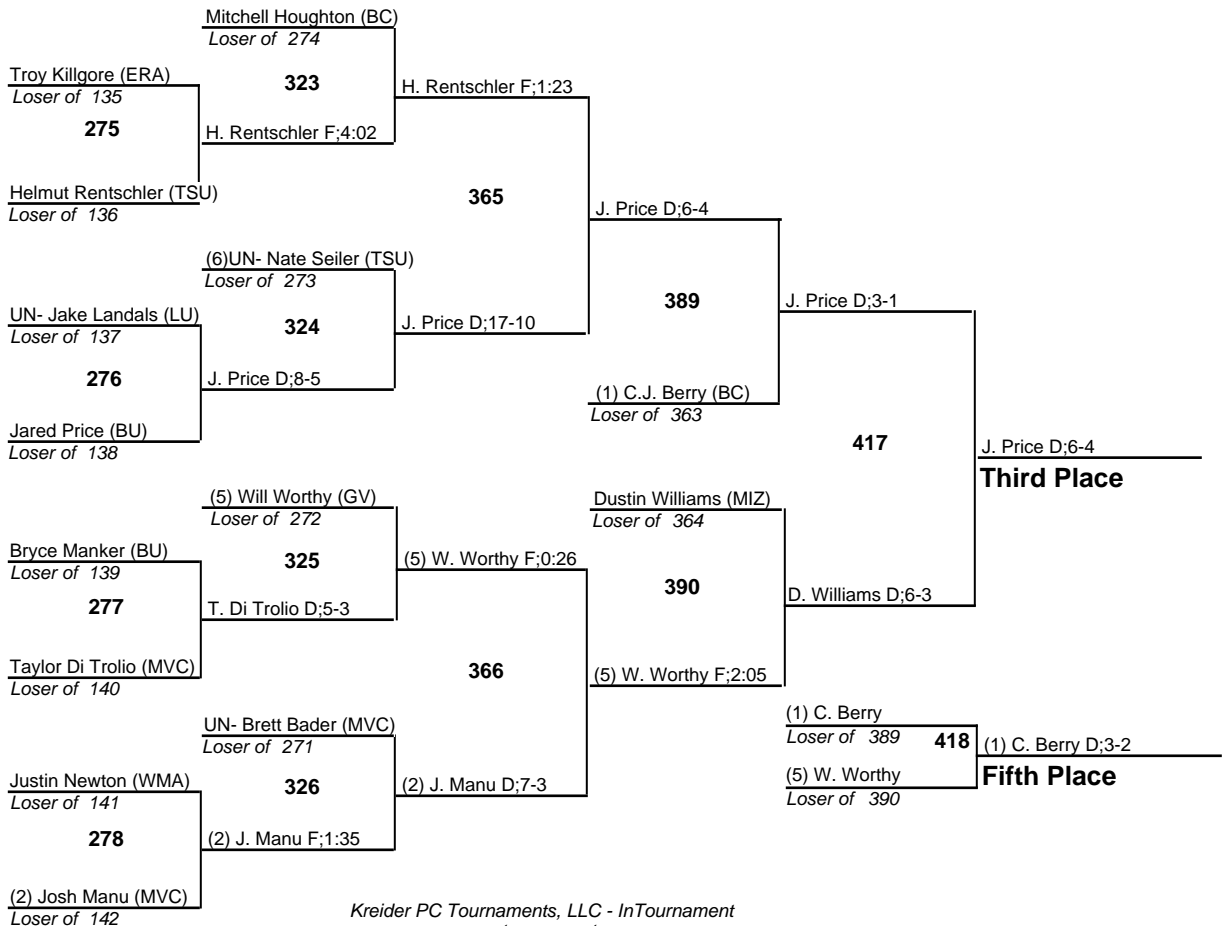 Mitchell Houghton (BC)
Loser of 274
Troy Killgore (ERA)
Loser of 135
323
H. Rentschler F;1:23
275
H. Rentschler F;4:02
Helmut Rentschler (TSU)
Loser of 136
365
J. Price D;6-4
(6)UN- Nate Seiler (TSU)
Loser of 273
UN- Jake Landals (LU)
Loser of 137
324
J. Price D;17-10
389
J. Price D;3-1
276
J. Price D;8-5
(1) C.J. Berry (BC)
Loser of 363
Jared Price (BU)
Loser of 138
417
J. Price D;6-4
Third Place
(5) Will Worthy (GV)
Loser of 272
Dustin Williams (MIZ)
Loser of 364
Bryce Manker (BU)
Loser of 139
325
(5) W. Worthy F;0:26
390
D. Williams D;6-3
277
T. Di Trolio D;5-3
Taylor Di Trolio (MVC)
Loser of 140
366
(5) W. Worthy F;2:05
UN- Brett Bader (MVC)
Loser of 271
(1) C. Berry
Loser of 389
418
(1) C. Berry D;3-2
Fifth Place
(5) W. Worthy
Loser of 390
Justin Newton (WMA)
Loser of 141
326
(2) J. Manu D;7-3
278
(2) J. Manu F;1:35
(2) Josh Manu (MVC)
Loser of 142
Kreider PC Tournaments, LLC - InTournament